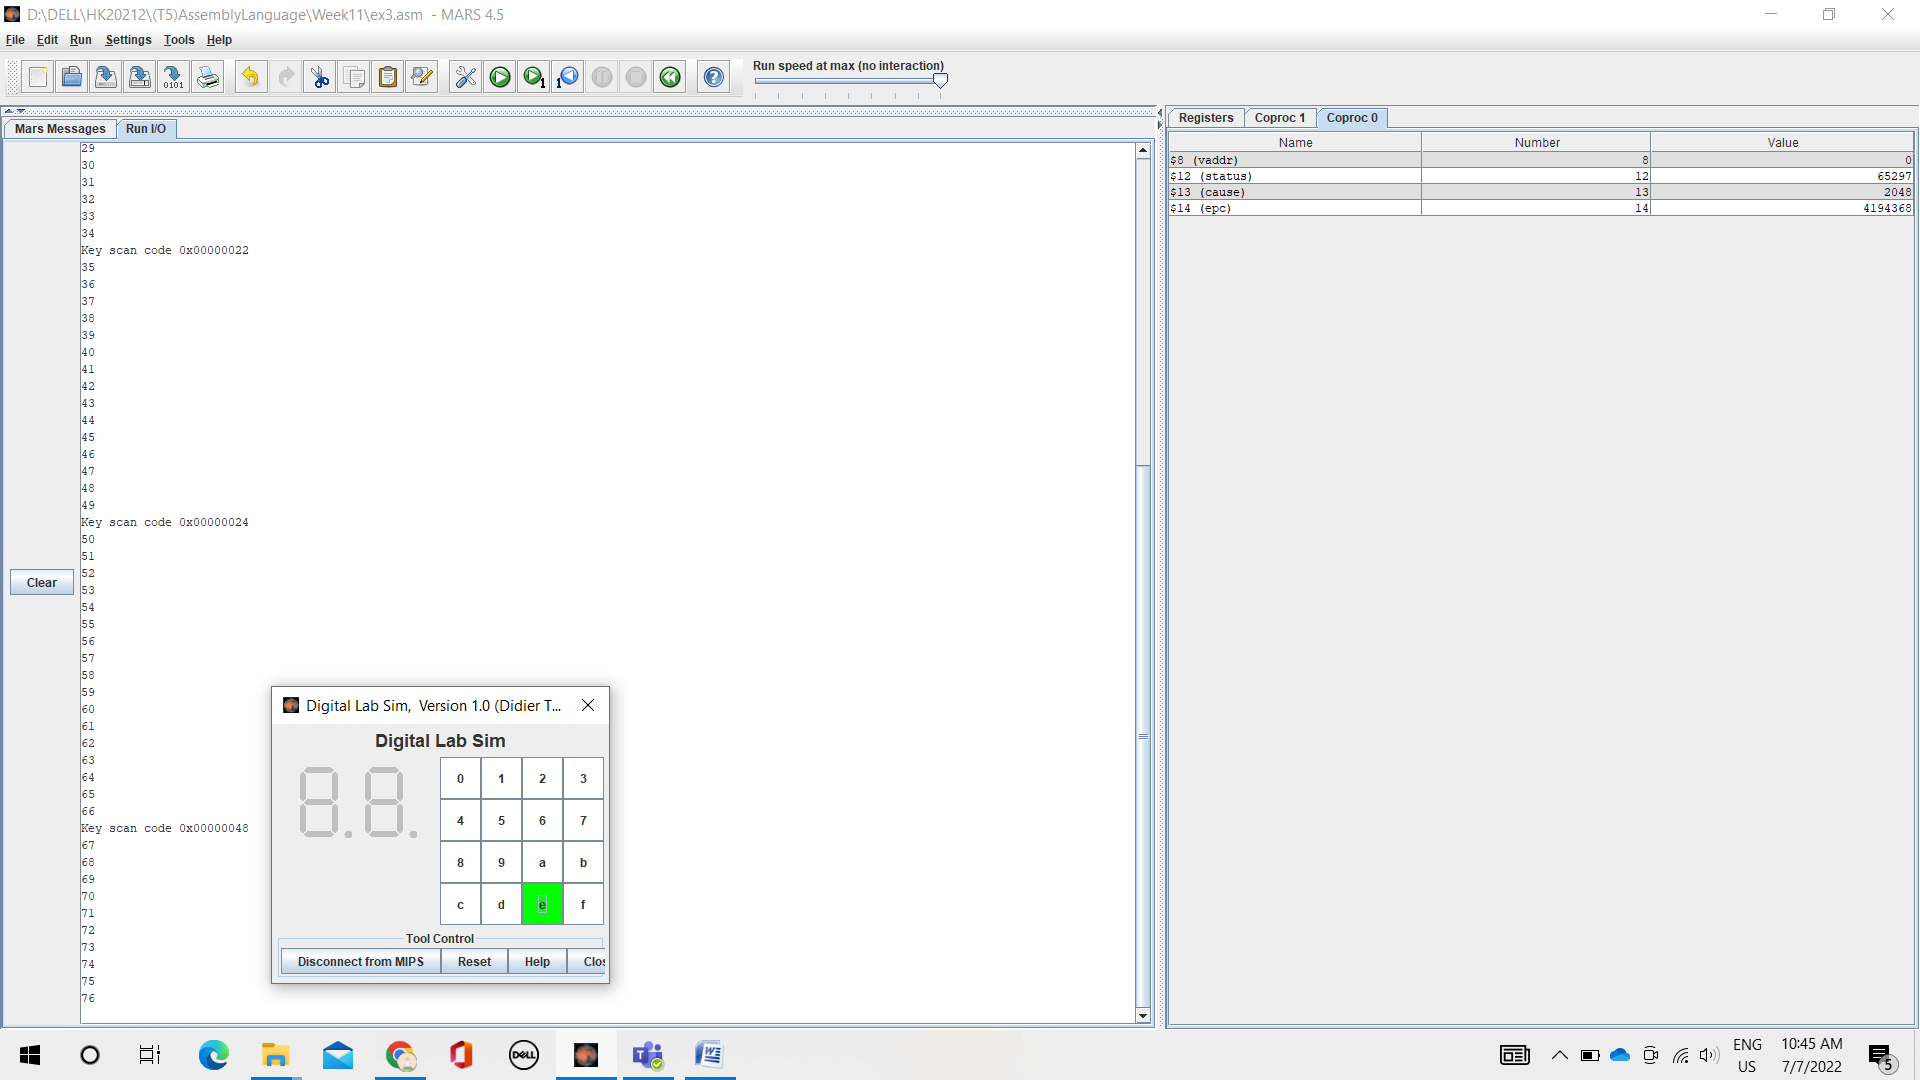 D:\DELL\HK20212\(T5)AssemblyLanguage\Week11\ex3.asm - MARS 4.5
File Edit Run Settings Tools Help
Run speed at max (no interaction)
Mars Messages Run I/O
29
30
31
32
33
34
Key scan code 0x00000022
35
36
37
38
39
40
41
42
43
44
45
46
47
48
49
Key scan code 0x00000024
50
51
52
53
54
55
56
57
58
59
60
61
62
63
64
65
66
Key scan code 0x00000048
67
68
69
70
71
72
73
74
75
76
Clear
Registers Coproc 1 Coproc 0
Name Number Value
$8 (vaddr) 8 0
$12 (status) 12 65297
$13 (cause) 13 2048
$14 (epc) 14 4194368
Digital Lab Sim, Version 1.0 (Didier T...
Digital Lab Sim
8.8.
0 1 2 3
4 5 6 7
8 9 a b
c d e f
Tool Control
Disconnect from MIPS Reset Help Clos
DELL
ENG
US
10:45 AM
7/7/2022
5